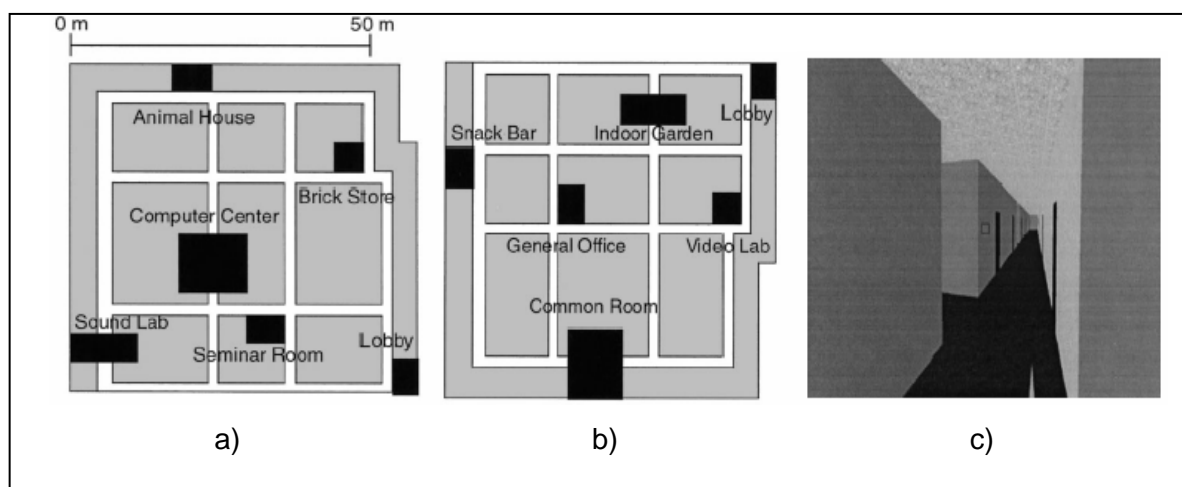 0 m 50 m
Animal House
Brick Store
Computer Center
Sound Lab
Seminar Room
Lobby
a)
Lobby
Snack Bar
Indoor Garden
General Office
Video Lab
Common Room
b)
c)